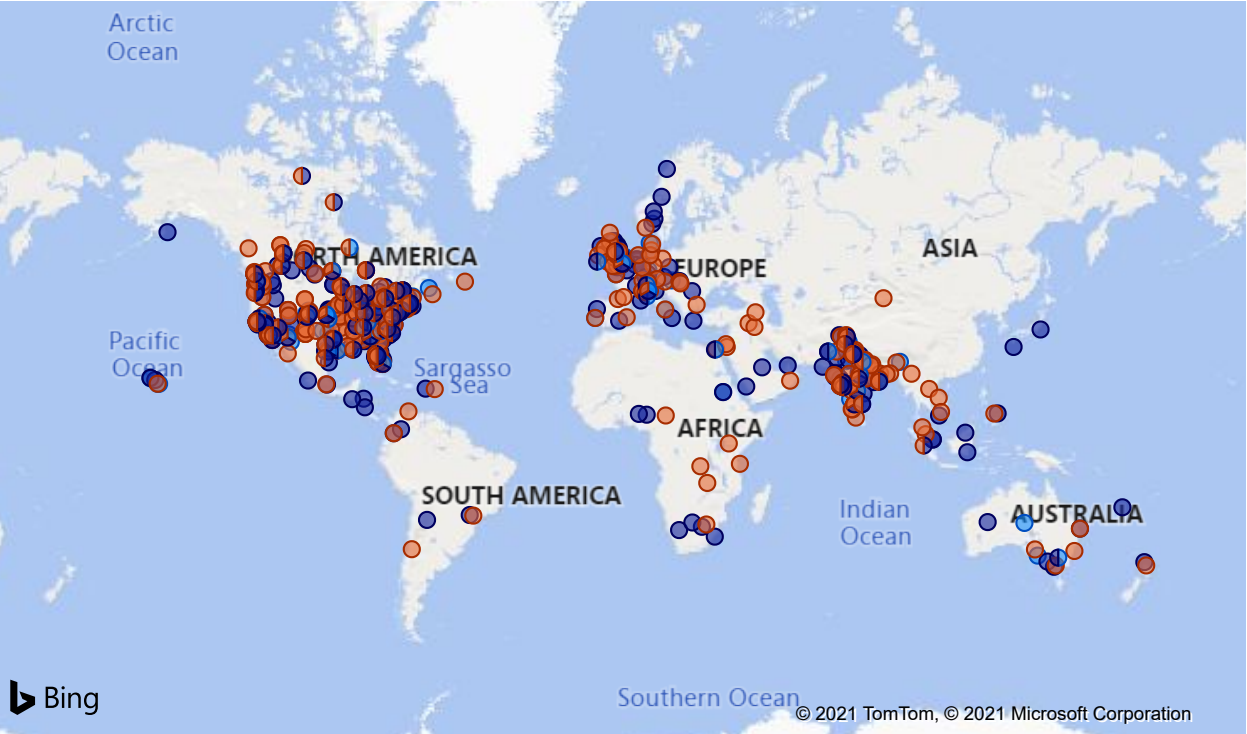 Arctic
Ocean
RTH AMERICA
EUROPE
ASIA
Pacific
Ocean
Sargasso
Sea
AFRICA
SOUTH AMERICA
Indian
Ocean
AUSTRALIA
Bing
Southern Ocean
© 2021 TomTom, © 2021 Microsoft Corporation